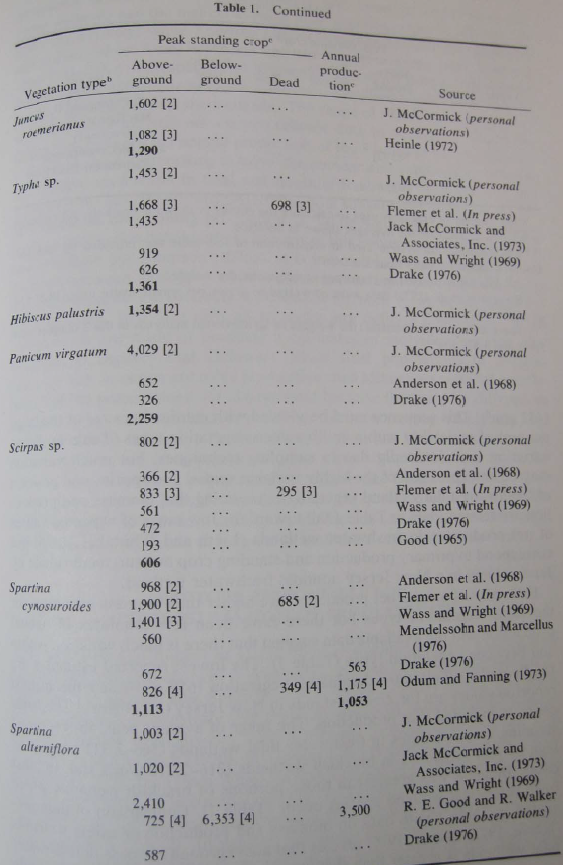 Table 1. Continued
Peak standing cropᶜ
Vegetation typeᵇ Above-ground Below-ground Dead Annual produc-tionᶜ Source
Juncus 1,602 [2] ... ... ... J. McCormick (personal
roemerianus observations)
1,082 [3] ... ... ... Heinle (1972)
1,290
Typha sp. 1,453 [2] ... ... ... J. McCormick (personal
observations)
1,668 [3] ... 698 [3] ... Flemer et al. (In press)
1,435 ... ... ... Jack McCormick and
Associates, Inc. (1973)
919 ... ... ... Wass and Wright (1969)
626 ... ... ... Drake (1976)
1,361
Hibiscus palustris 1,354 [2] ... ... ... J. McCormick (personal
observations)
Panicum virgatum 4,029 [2] ... ... ... J. McCormick (personal
observations)
652 ... ... ... Anderson et al. (1968)
326 ... ... ... Drake (1976)
2,259
Scirpus sp. 802 [2] ... ... ... J. McCormick (personal
observations)
366 [2] ... ... ... Anderson et al. (1968)
833 [3] ... 295 [3] ... Flemer et al. (In press)
561 ... ... ... Wass and Wright (1969)
472 ... ... ... Drake (1976)
193 ... ... ... Good (1965)
606
Spartina 968 [2] ... ... ... Anderson et al. (1968)
cynosuroides 1,900 [2] ... 685 [2] ... Flemer et al. (In press)
1,401 [3] ... ... ... Wass and Wright (1969)
560 ... ... Mendelssohn and Marcellus
563 (1976)
672 ... ... Drake (1976)
826 [4] ... 349 [4] 1,175 [4] Odum and Fanning (1973)
1,113 1,053
Spartina 1,003 [2] ... ... ... J. McCormick (personal
alterniflora observations)
1,020 [2] ... ... ... Jack McCormick and
Associates, Inc. (1973)
2,410 ... ... ... Wass and Wright (1969)
725 [4] 6,353 [4] ... 3,500 R. E. Good and R. Walker
(personal observations)
587 ... ... ... Drake (1976)